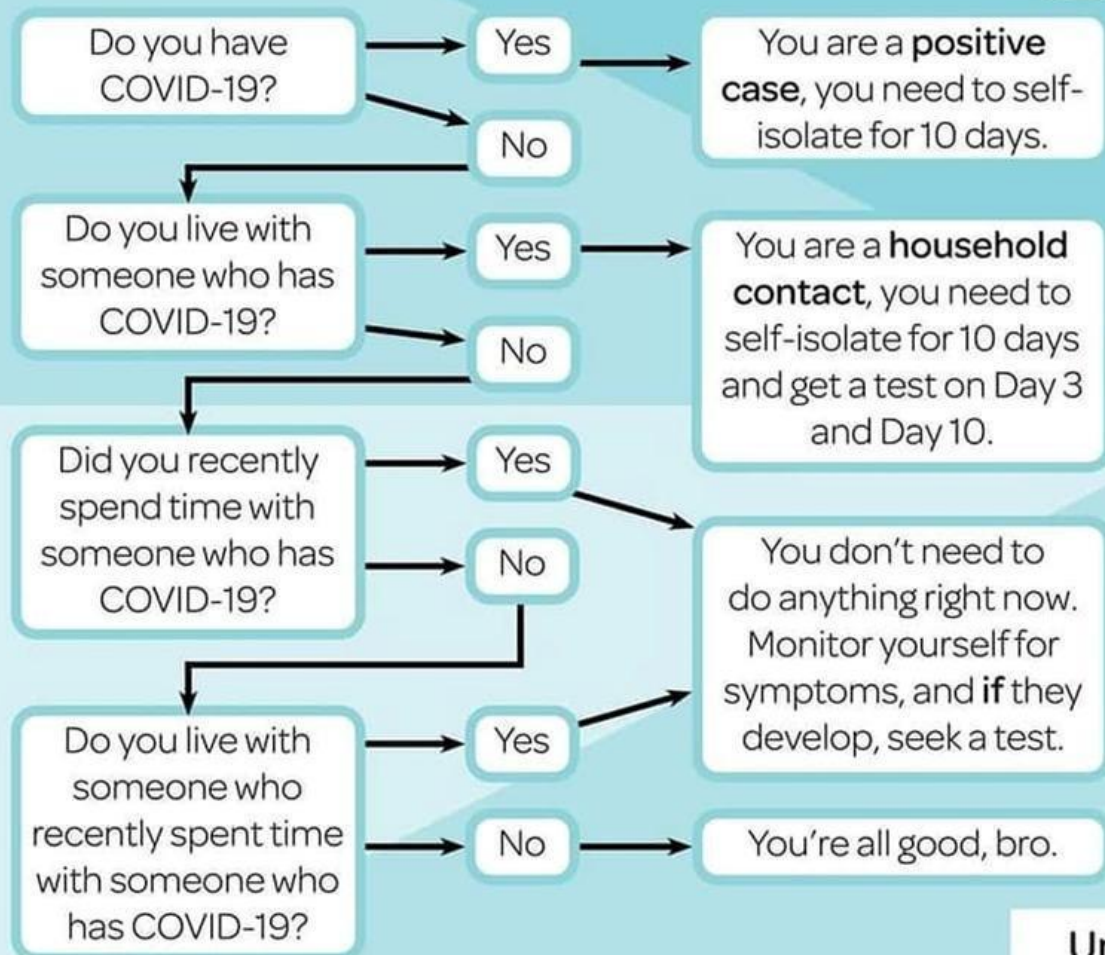 Do you have
COVID-19?
Yes
You are a positive
case, you need to self-
isolate for 10 days.
No
Do you live with
someone who has
COVID-19?
Yes
You are a household
contact, you need to
self-isolate for 10 days
and get a test on Day 3
and Day 10.
No
Did you recently
spend time with
someone who has
COVID-19?
Yes
No
You don't need to
do anything right now.
Monitor yourself for
symptoms, and if they
develop, seek a test.
Do you live with
someone who
recently spent time
with someone who
has COVID-19?
Yes
No
You're all good, bro.